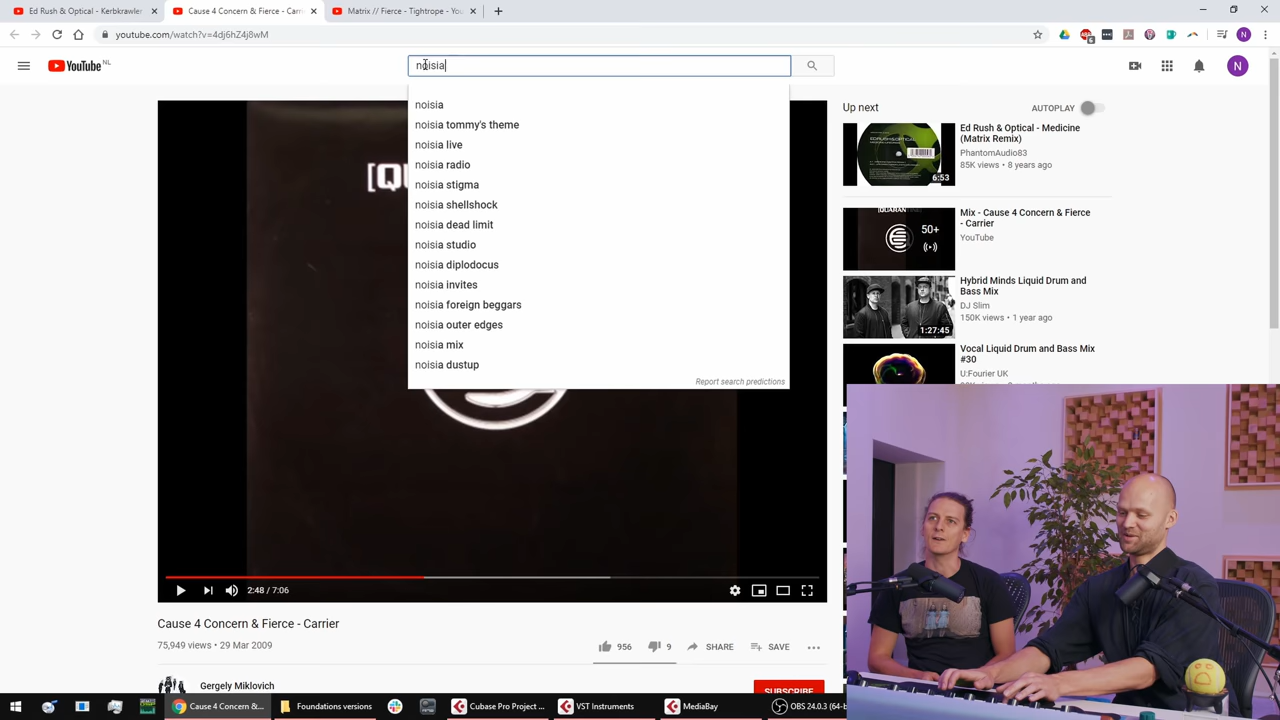 Ed Rush & Optical - Kerbkrawler
Cause 4 Concern & Fierce - Carri
Matrix // Fierce - Tightrope - You
youtube.com/watch?v=4dj6hZ4j8wM
6
N
YouTube NL
noisia
N
noisia
noisia tommy's theme
noisia live
noisia radio
noisia stigma
noisia shellshock
noisia dead limit
noisia studio
noisia diplodocus
noisia invites
noisia foreign beggars
noisia outer edges
noisia mix
noisia dustup
Report search predictions
[QU
Up next
AUTOPLAY
6:53
Ed Rush & Optical - Medicine
(Matrix Remix)
PhantomAudio83
85K views • 8 years ago
50+
Mix - Cause 4 Concern & Fierce
- Carrier
YouTube
1:27:45
Hybrid Minds Liquid Drum and
Bass Mix
DJ Slim
150K views • 1 year ago
Vocal Liquid Drum and Bass Mix
#30
U:Fourier UK
2:48 / 7:06
Cause 4 Concern & Fierce - Carrier
75,949 views • 29 Mar 2009
956
9
SHARE
SAVE
Gergely Miklovich
SUBSCRIBE
Cause 4 Concern &...
Foundations versions
Cubase Pro Project ...
VST Instruments
MediaBay
OBS 24.0.3 (64-b